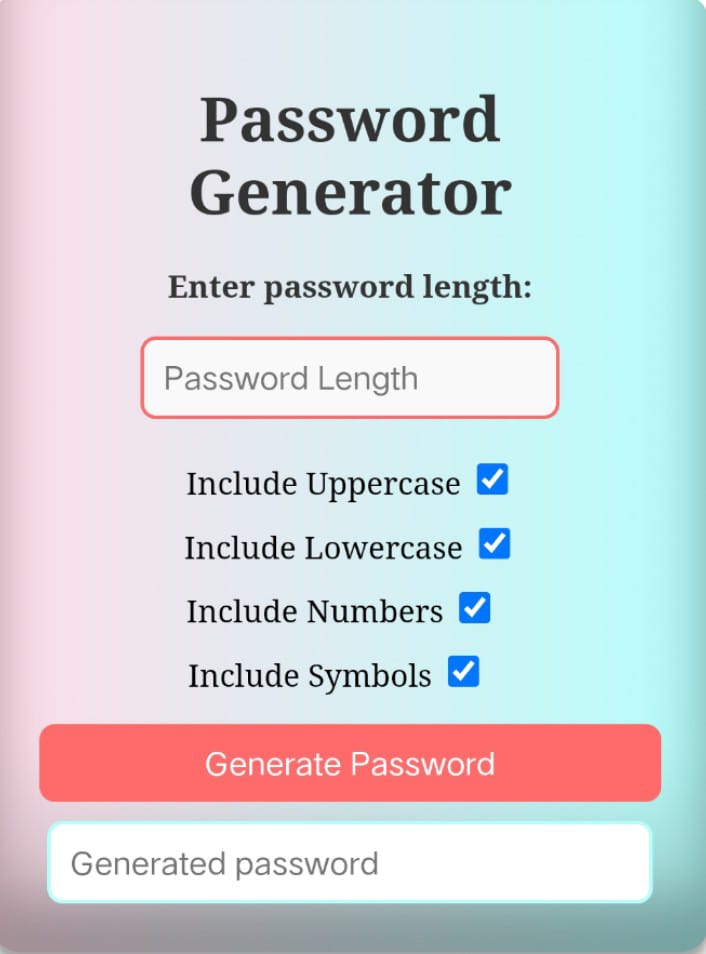 Password
Generator
Enter password length:
Password Length
Include Uppercase
Include Lowercase
Include Numbers
Include Symbols
Generate Password
Generated password